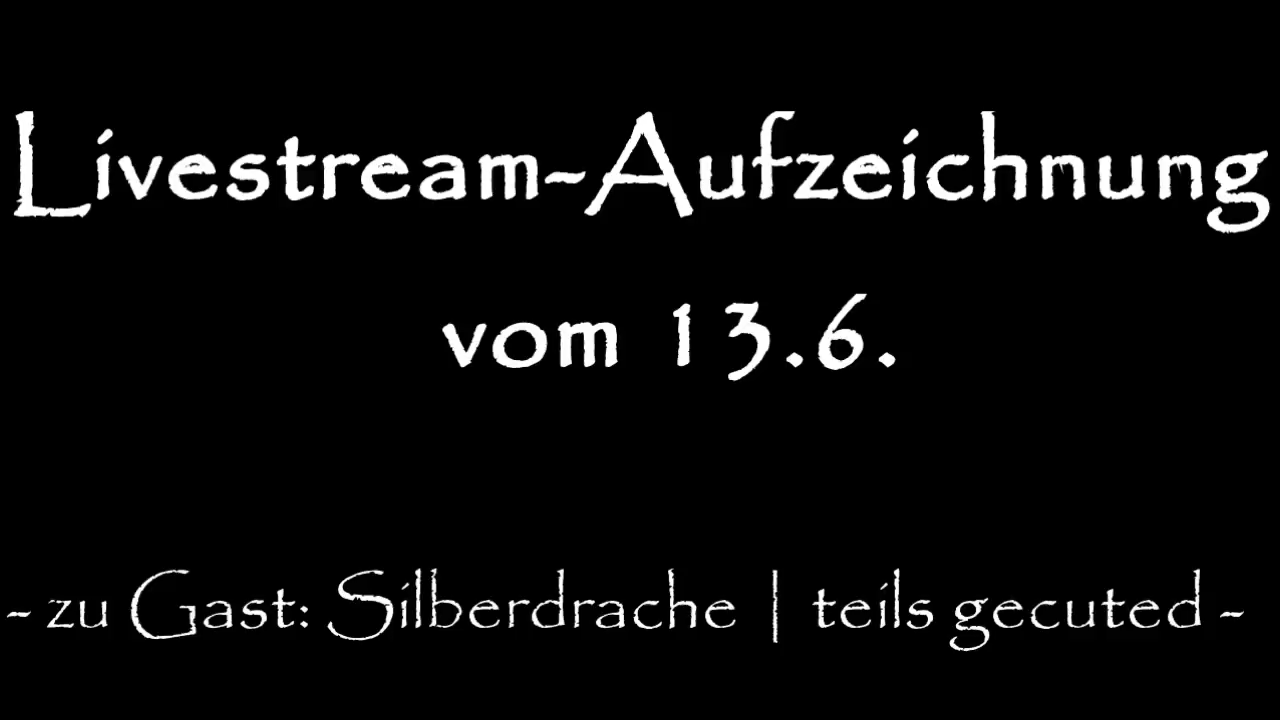 Livestream-Aufzeichnung
vom 13.6.
- zu Gast: Silberdrache | teils gecuted -